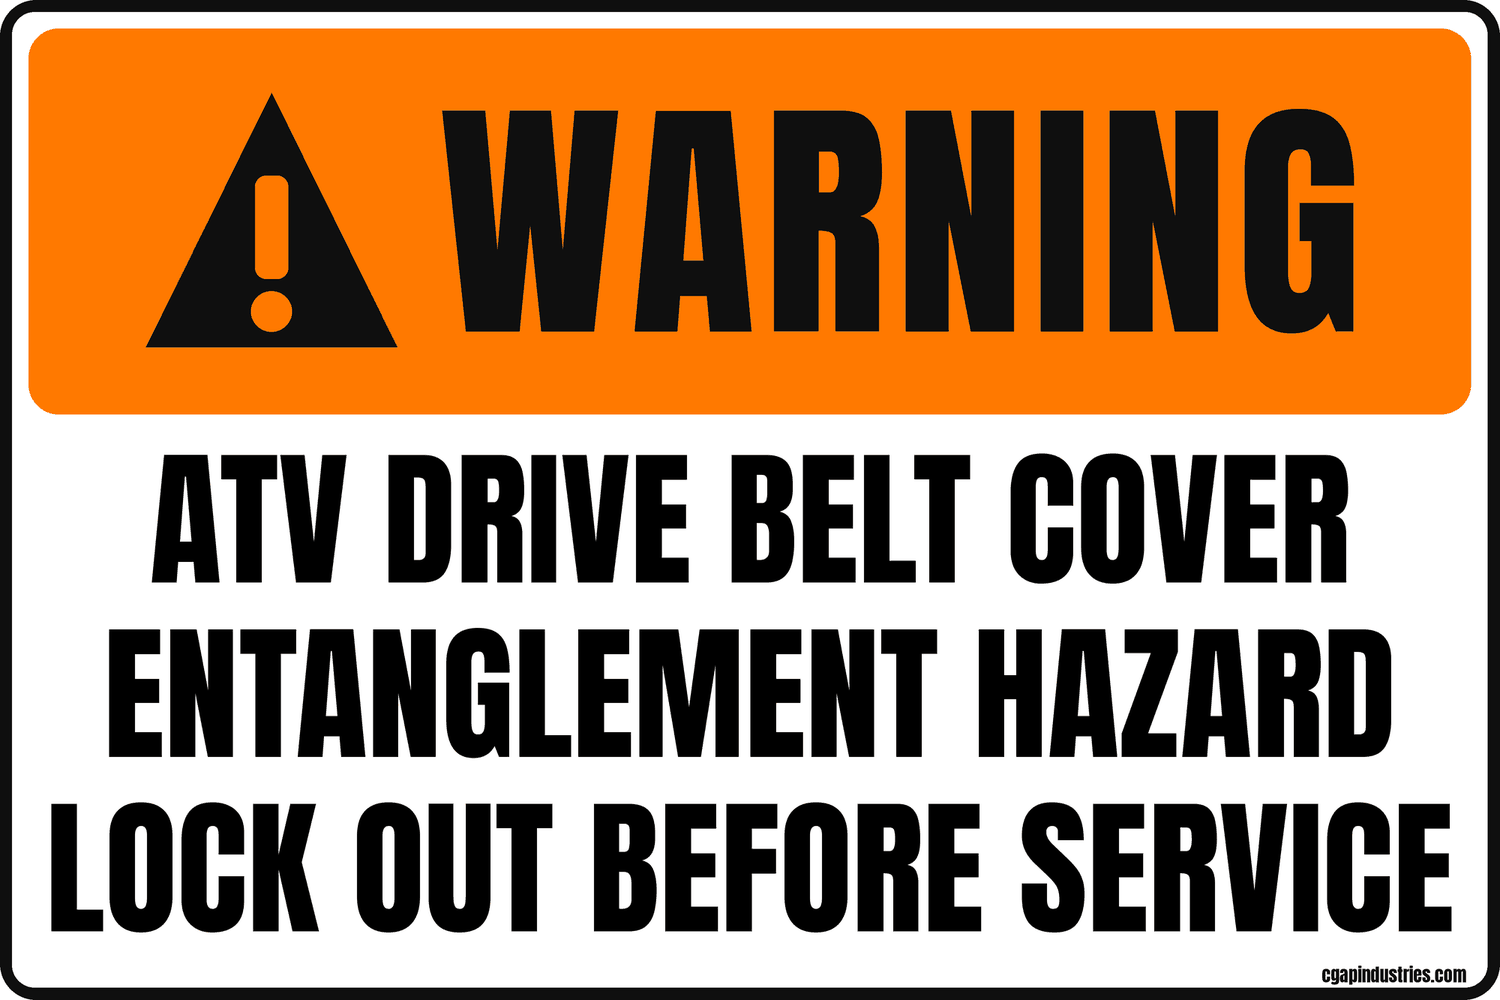 WARNING
ATV DRIVE BELT COVER
ENTANGLEMENT HAZARD
LOCK OUT BEFORE SERVICE
cgapindustries.com